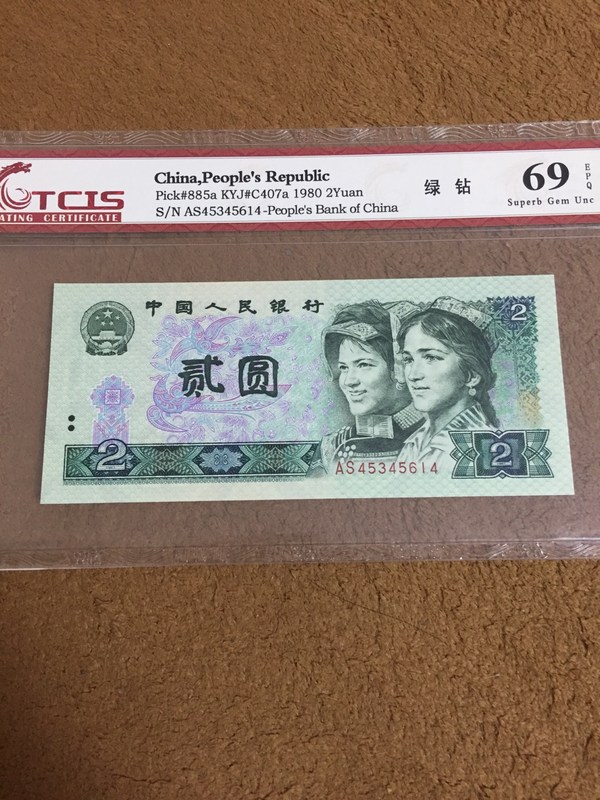 China,People's Republic
Pick#885a KYJ#C407a 1980 2Yuan
S/N AS45345614-People's Bank of China
TCIS
ATING CERTIFICATE
绿钻
69
EPQ
Superb Gem Unc
中国人民银行
2
贰圆
2
AS45345614
2